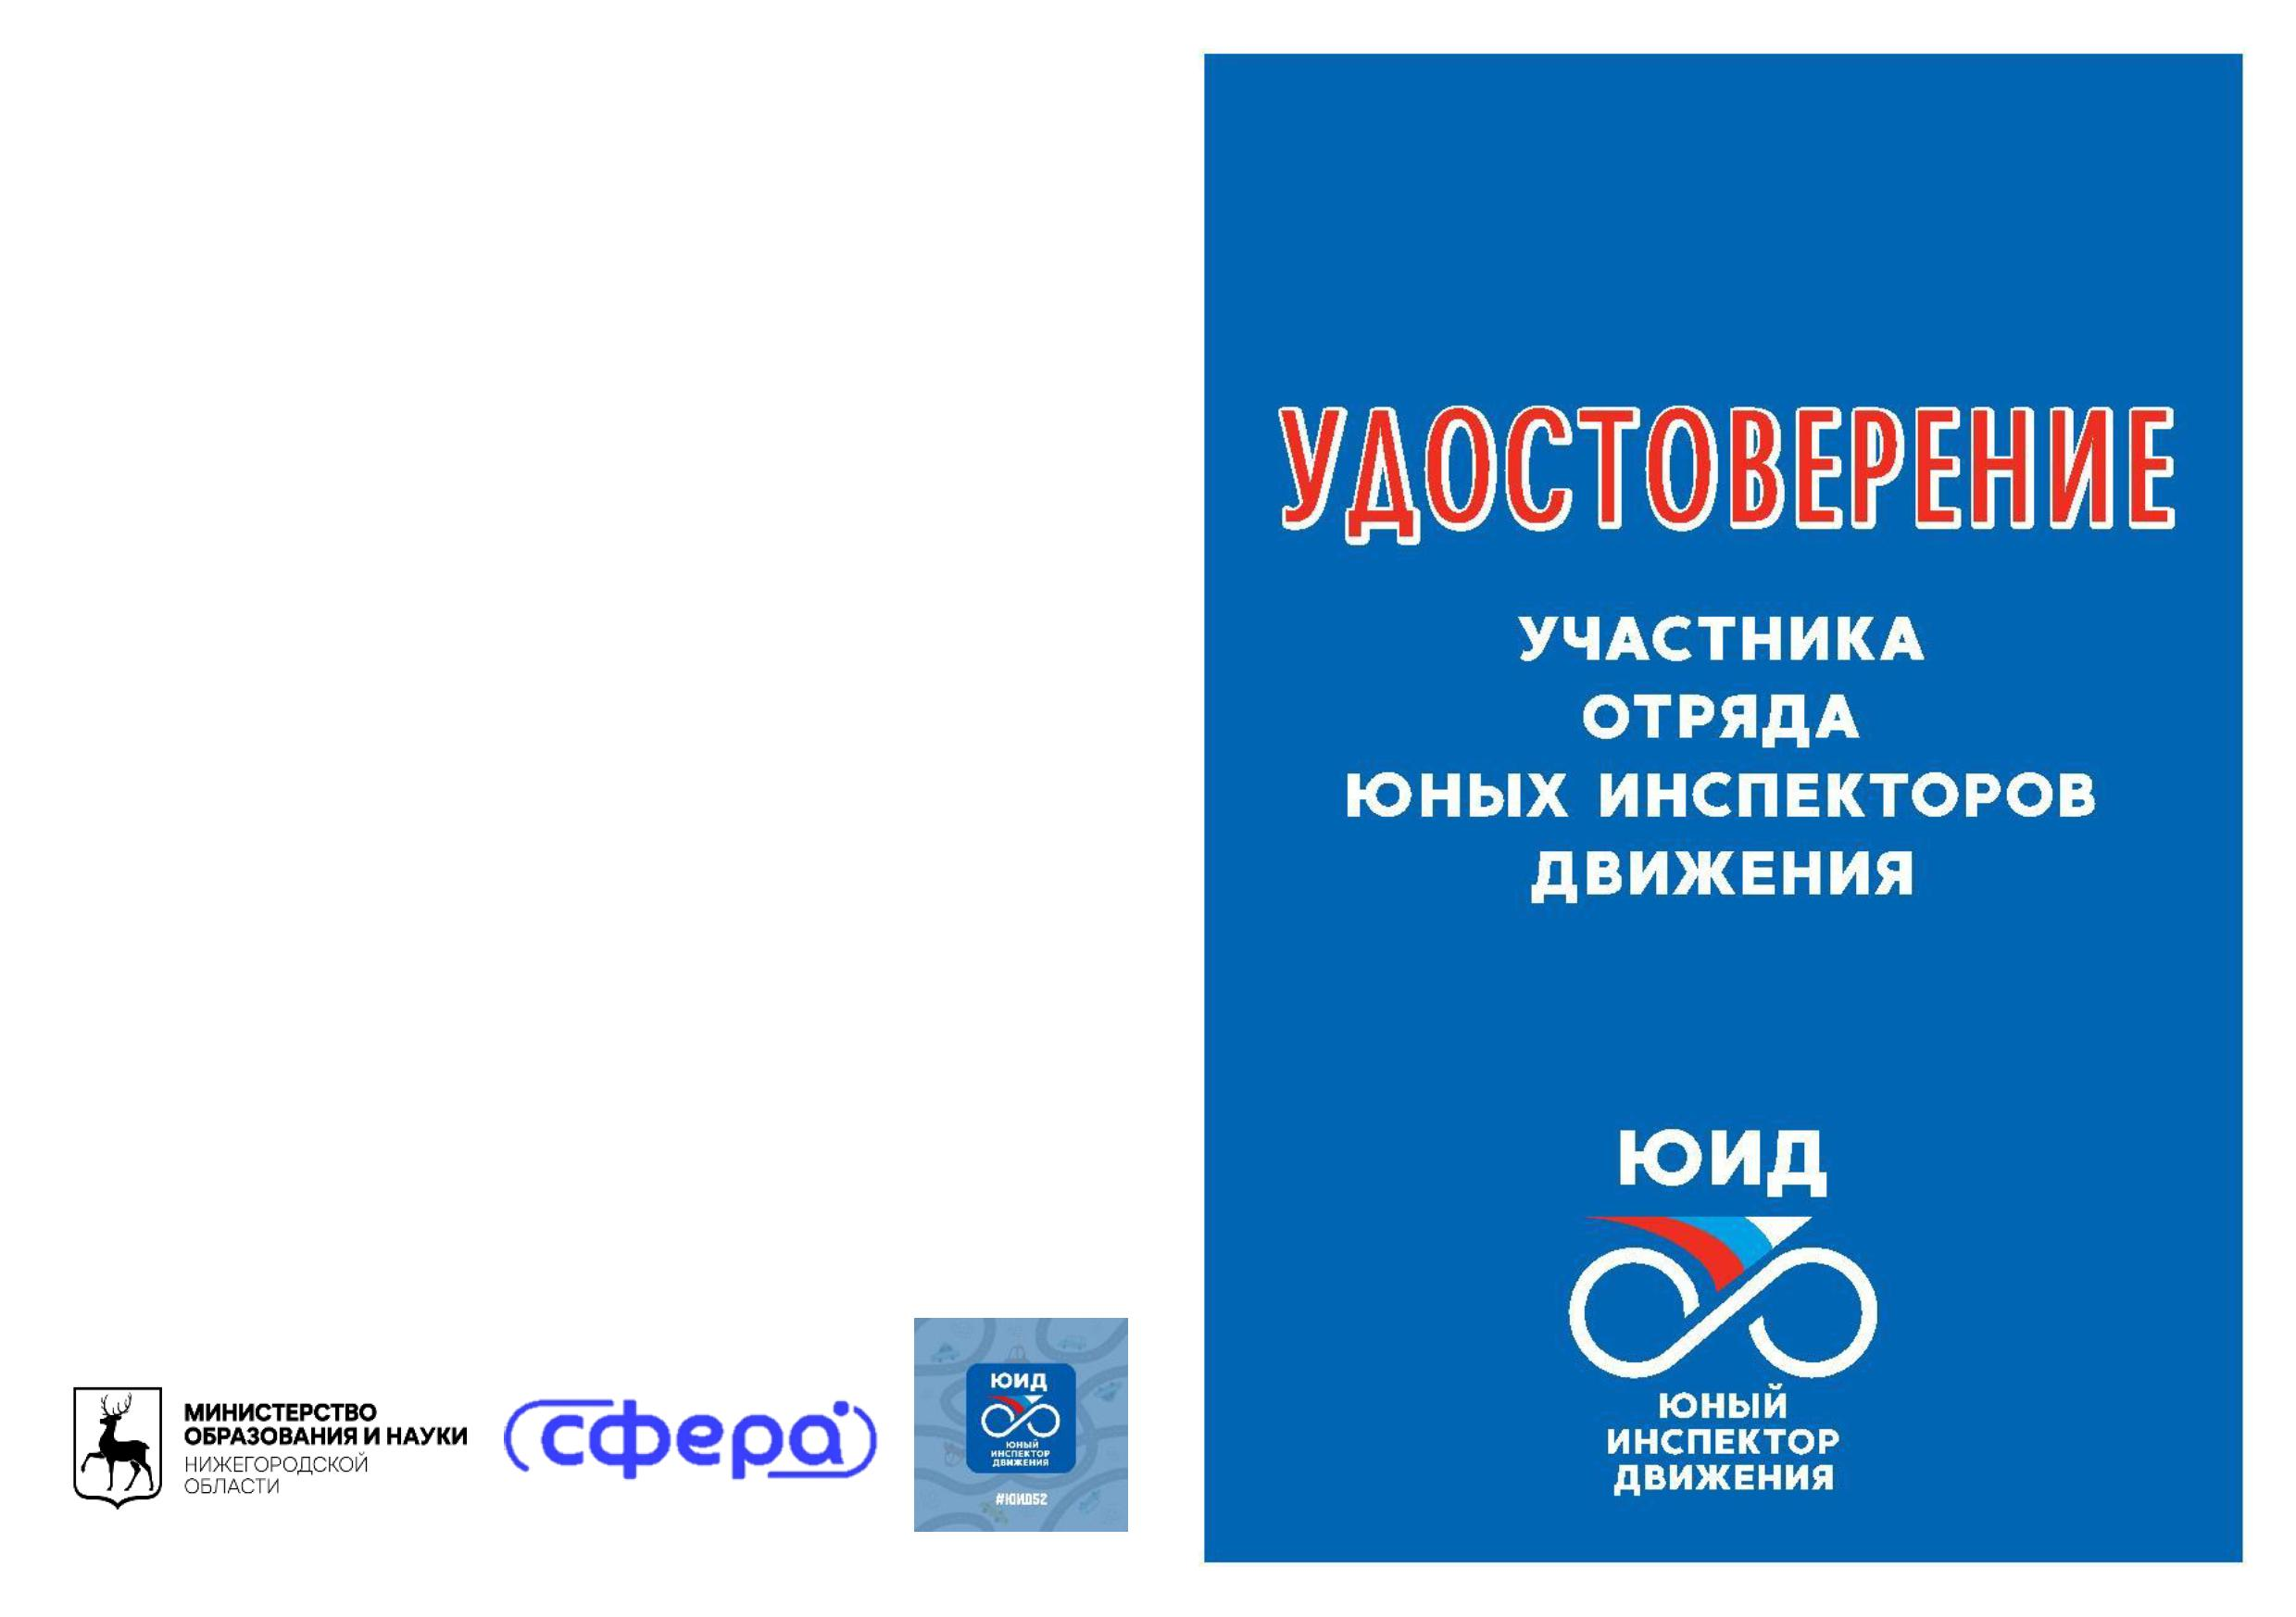 УДОСТОВЕРЕНИЕ
УЧАСТНИКА
ОТРЯДА
ЮНЫХ ИНСПЕКТОРОВ
ДВИЖЕНИЯ
ЮИД
ЮНЫЙ
ИНСПЕКТОР
ДВИЖЕНИЯ
МИНИСТЕРСТВО
ОБРАЗОВАНИЯ И НАУКИ
НИЖЕГОРОДСКОЙ
ОБЛАСТИ
сфера
ЮИД
ЮНЫЙ
ИНСПЕКТОР
ДВИЖЕНИЯ
#ЮИД52